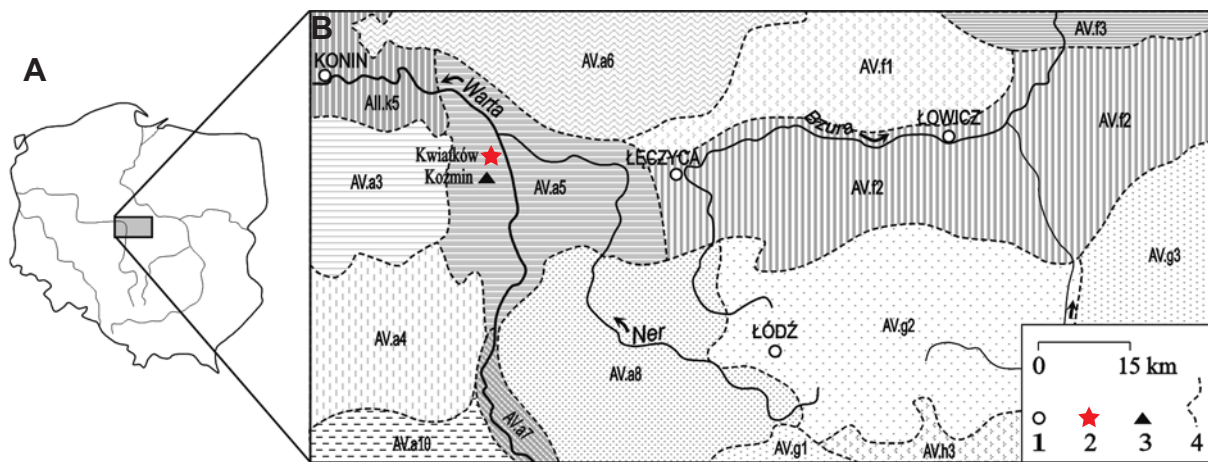 A
B
KONIN
AV.a6
AV.f3
AV.f1
Warta
AII.k5
Bzura
ŁOWICZ
AV.f2
Kwiatków
ŁĘCZYCA
Koźmin
AV.a3
AV.a5
AV.f2
AV.g3
AV.a4
Ner
ŁÓDŹ
AV.g2
AV.a8
AV.a7
AV.a10
AV.g1
AV.h3
0 15 km
1 2 3 4